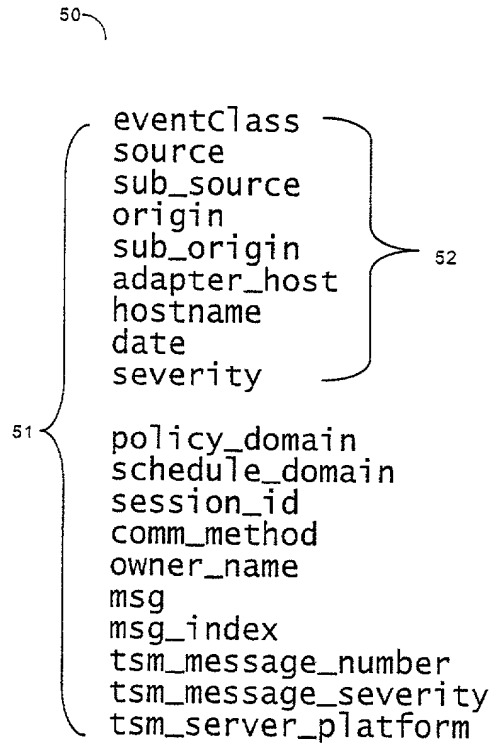 50
eventClass
source
sub_source
origin
sub_origin
adapter_host
hostname
date
severity
52
51
policy_domain
schedule_domain
session_id
comm_method
owner_name
msg
msg_index
tsm_message_number
tsm_message_severity
tsm_server_platform